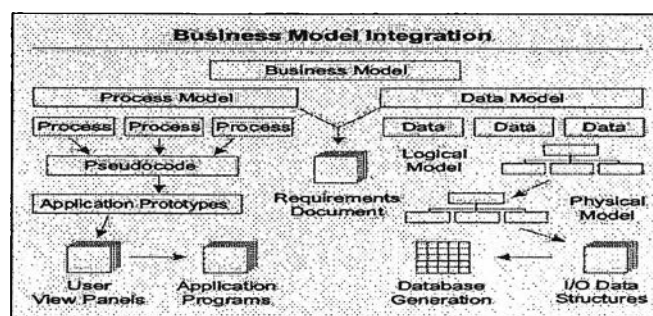 Business Model Integration
Business Model
Process Model
Data Model
Process Process Process
Data Data Data
Pseudocode
Logical
Model
Application Prototypes
Requirements
Document
Physical
Model
User
View Panels
Application
Programs
Database
Generation
I/O Data
Structures